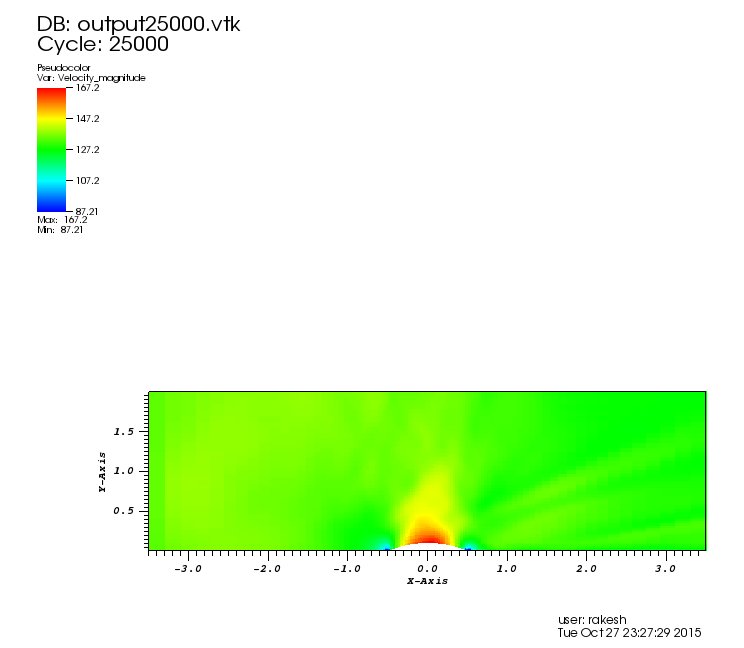 DB: output25000.vtk
Cycle: 25000
Pseudocolor
Var: Velocity_magnitude
167.2
147.2
127.2
107.2
87.21
Max: 167.2
Min: 87.21
1.5
1.0
0.5
Y-Axis
-3.0 -2.0 -1.0 0.0 1.0 2.0 3.0
X-Axis
user: rakesh
Tue Oct 27 23:27:29 2015